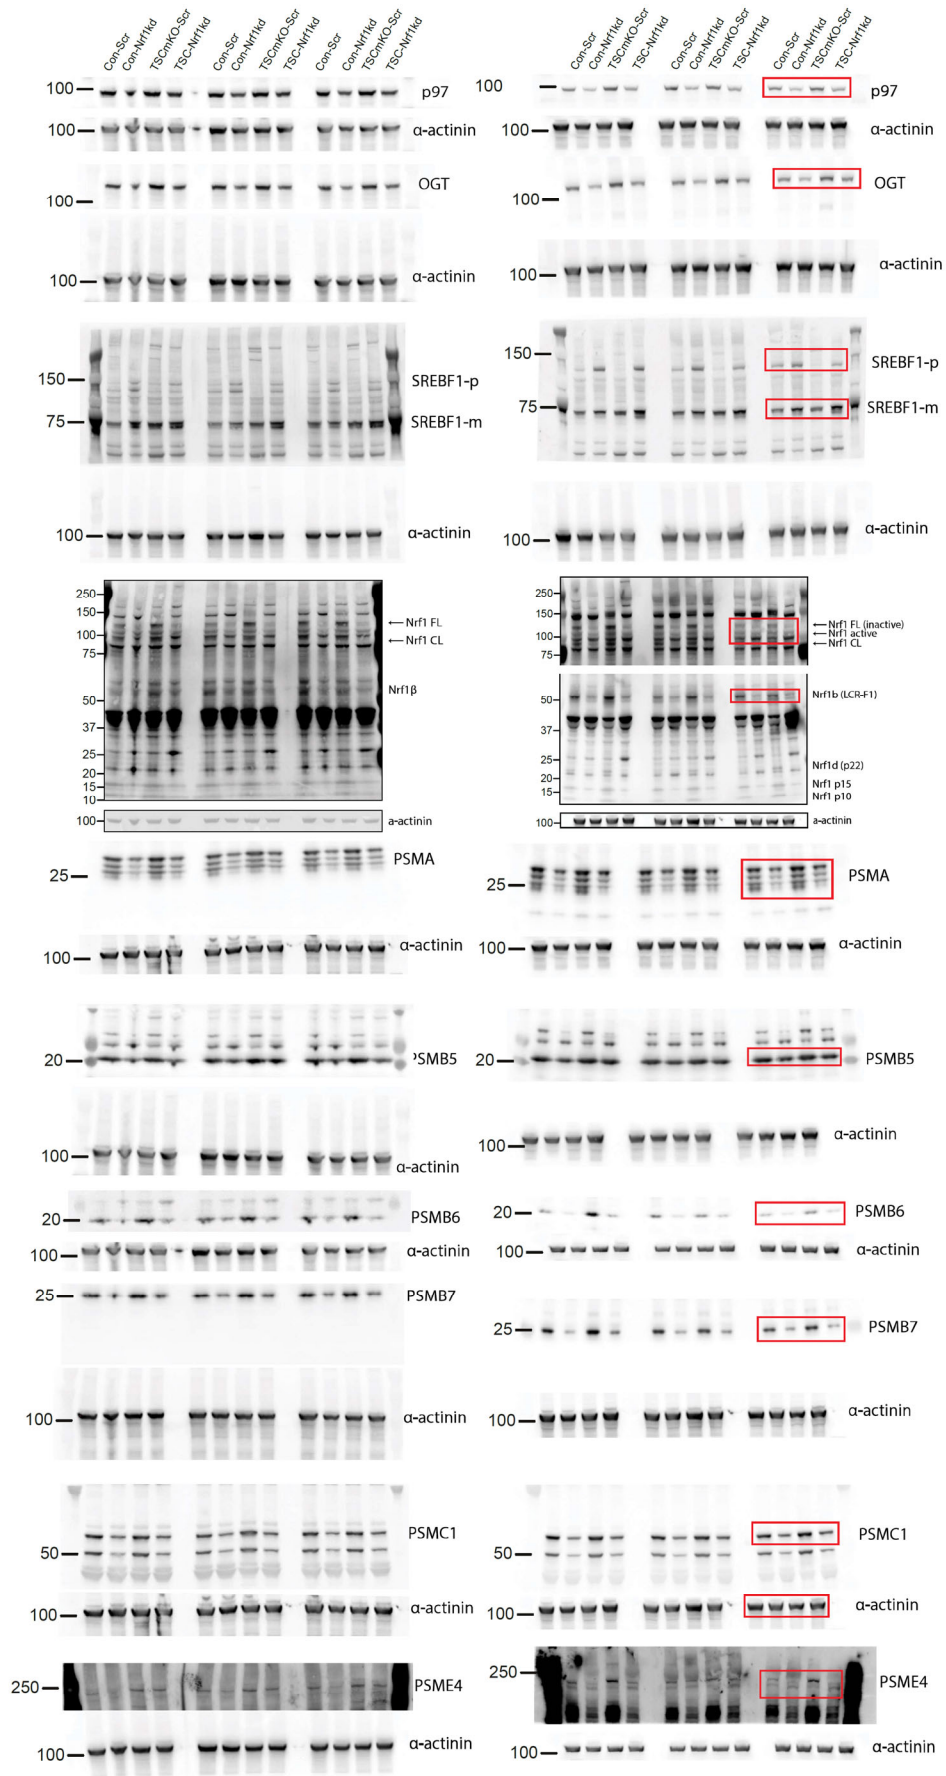 Con-Scr Con-Nrf1kd TSCmKO-Scr TSC-Nrf1kd Con-Scr Con-Nrf1kd TSCmKO-Scr TSC-Nrf1kd Con-Scr Con-Nrf1kd TSCmKO-Scr TSC-Nrf1kd
100 p97
100 α-actinin
OGT
100
100 α-actinin
150 SREBF1-p
75 SREBF1-m
100 α-actinin
250
150
Nrf1 FL
100
Nrf1 CL
75
Nrf1β
50
37
25
20
15
10
100 a-actinin
PSMA
25
α-actinin
100
20 PSMB5
100
α-actinin
20 PSMB6
100 α-actinin
25 PSMB7
100 α-actinin
PSMC1
50
100 α-actinin
250 PSME4
100 α-actinin
Con-Scr Con-Nrf1kd TSCmKO-Scr TSC-Nrf1kd Con-Scr Con-Nrf1kd TSCmKO-Scr TSC-Nrf1kd Con-Scr Con-Nrf1kd TSCmKO-Scr TSC-Nrf1kd
100 p97
100 α-actinin
OGT
100
α-actinin
100
150 SREBF1-p
75 SREBF1-m
α-actinin
100
250
150
Nrf1 FL (inactive)
100 Nrf1 active
Nrf1 CL
75
50 Nrf1b (LCR-F1)
37
25
Nrf1d (p22)
20
Nrf1 p15
15
Nrf1 p10
100 a-actinin
PSMA
25
100 α-actinin
20 PSMB5
α-actinin
100
20 PSMB6
100 α-actinin
25 PSMB7
α-actinin
100
PSMC1
50
α-actinin
100
250
PSME4
100 α-actinin